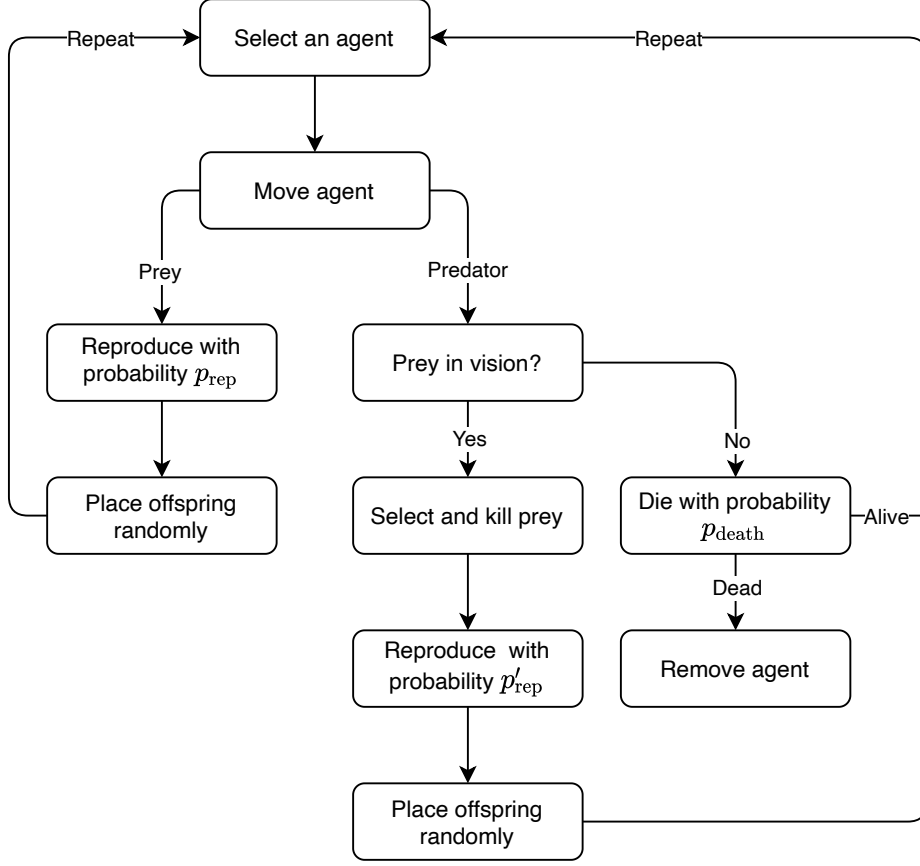 Repeat
Select an agent
Repeat
Move agent
Prey
Predator
Reproduce with
probability p_rep
Prey in vision?
Yes
No
Place offspring
randomly
Select and kill prey
Die with probability
p_death
Alive
Dead
Reproduce with
probability p′_rep
Remove agent
Place offspring
randomly